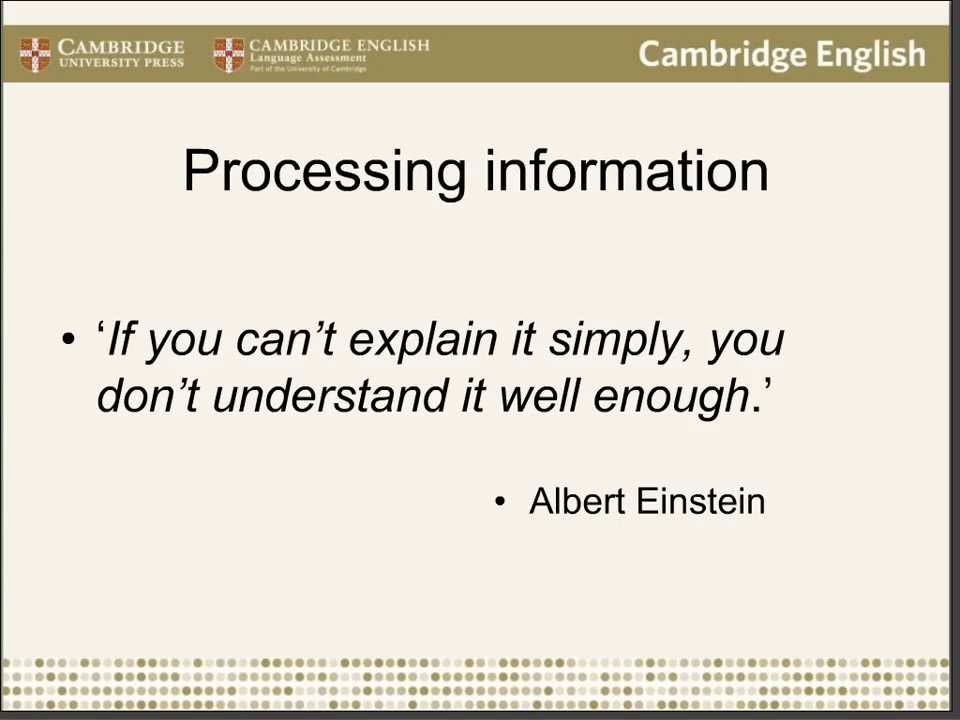 CAMBRIDGE
UNIVERSITY PRESS
CAMBRIDGE ENGLISH
Language Assessment
Part of the University of Cambridge
Cambridge English
Processing information
• ‘If you can’t explain it simply, you
don’t understand it well enough.’
• Albert Einstein